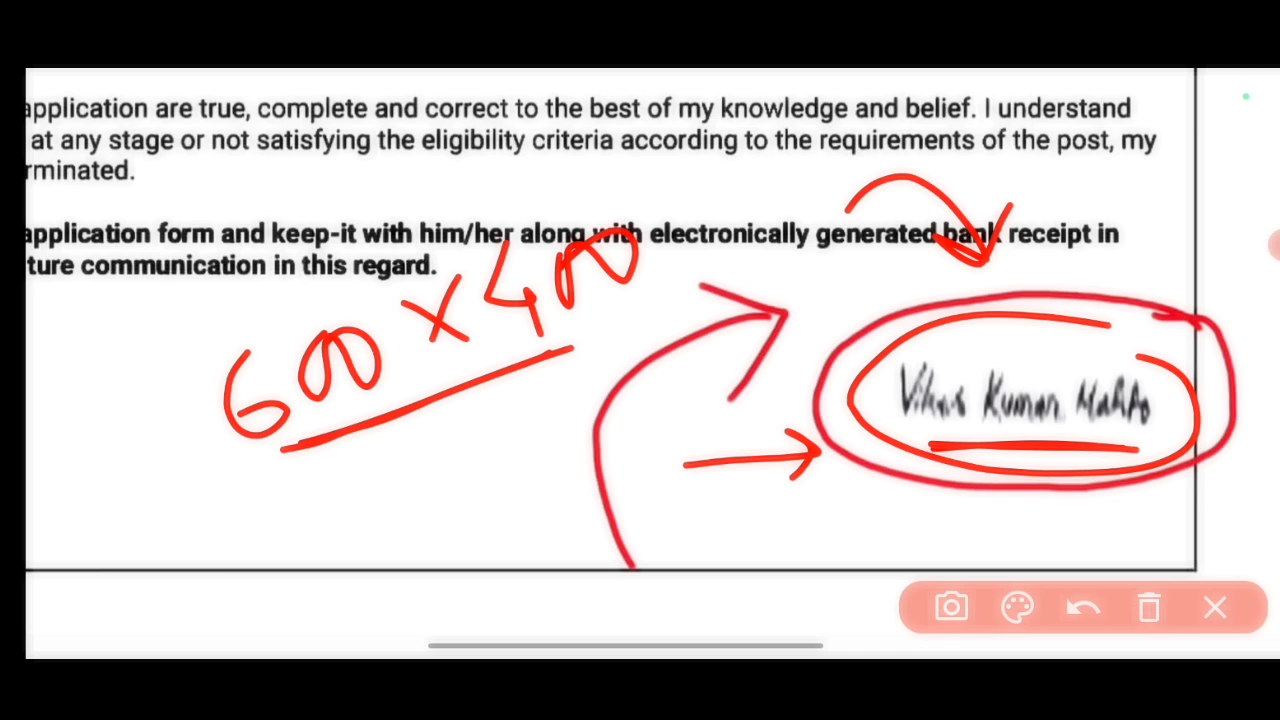 application are true, complete and correct to the best of my knowledge and belief. I understand
at any stage or not satisfying the eligibility criteria according to the requirements of the post, my
rminated.
application form and keep-it with him/her along with electronically generated bank receipt in
ture communication in this regard.
600 x 400
Vikas Kumar Mahto